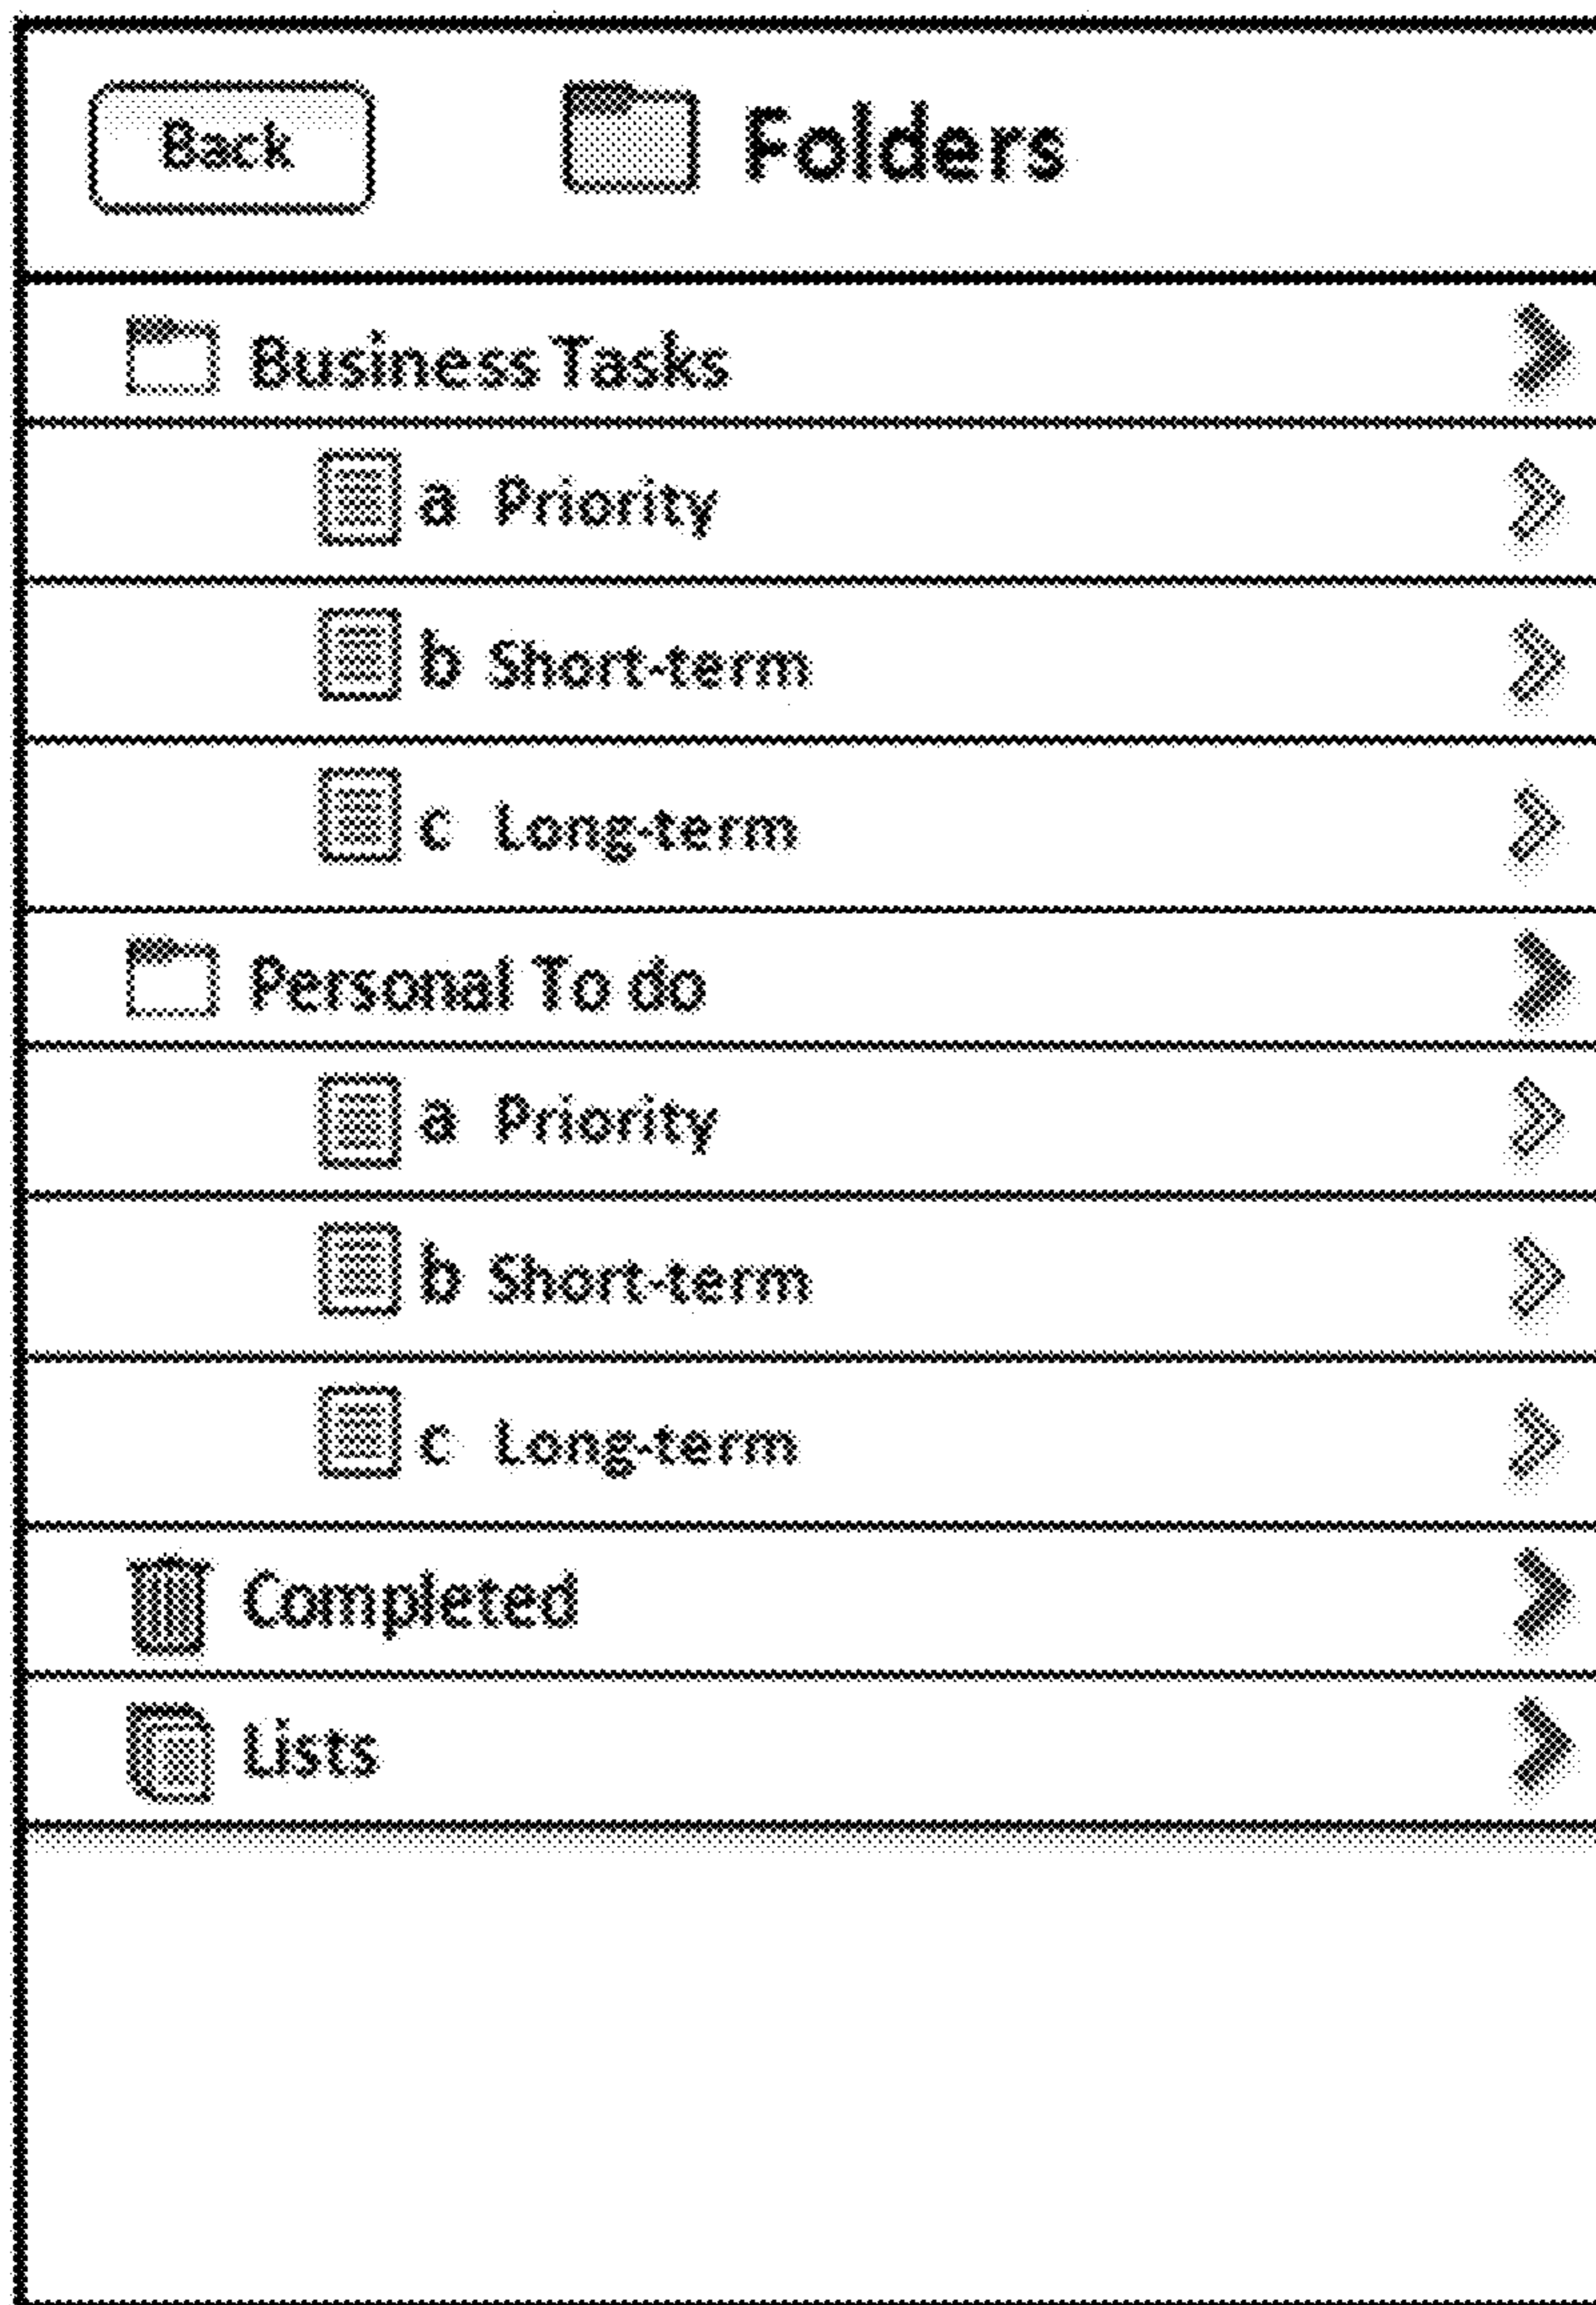 Back Folders
Business Tasks
a Priority
b Short-term
c Long-term
Personal To do
a Priority
b Short-term
c Long-term
Completed
Lists